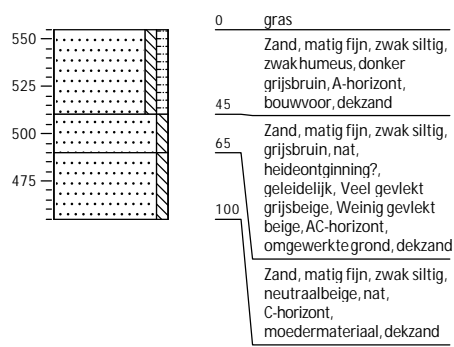 0 gras
550
Zand, matig fijn, zwak siltig,
zwak humeus, donker
grijsbruin, A-horizont,
bouwvoor, dekzand
525
45
500
Zand, matig fijn, zwak siltig,
65
grijsbruin, nat,
heideontginning?,
geleidelijk, Veel gevlekt
grijsbeige, Weinig gevlekt
beige, AC-horizont,
omgewerkte grond, dekzand
475
100
Zand, matig fijn, zwak siltig,
neutraalbeige, nat,
C-horizont,
moedermateriaal, dekzand